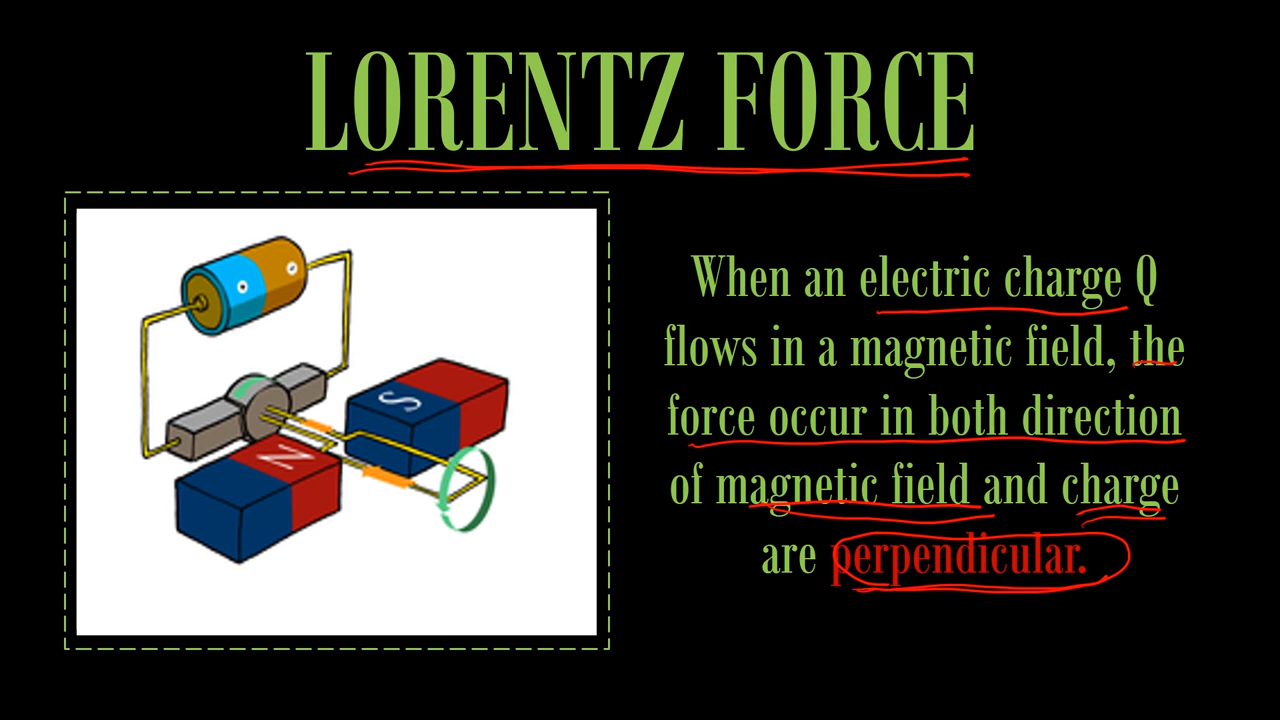 LORENTZ FORCE
When an electric charge Q
flows in a magnetic field, the
force occur in both direction
of magnetic field and charge
are perpendicular.
S
N